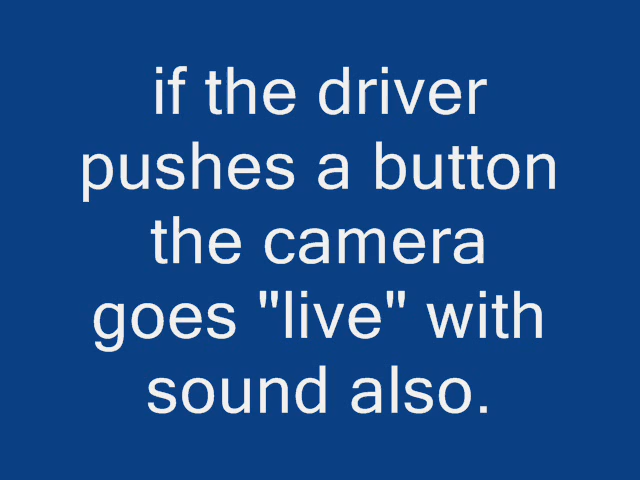 if the driver
pushes a button
the camera
goes "live" with
sound also.